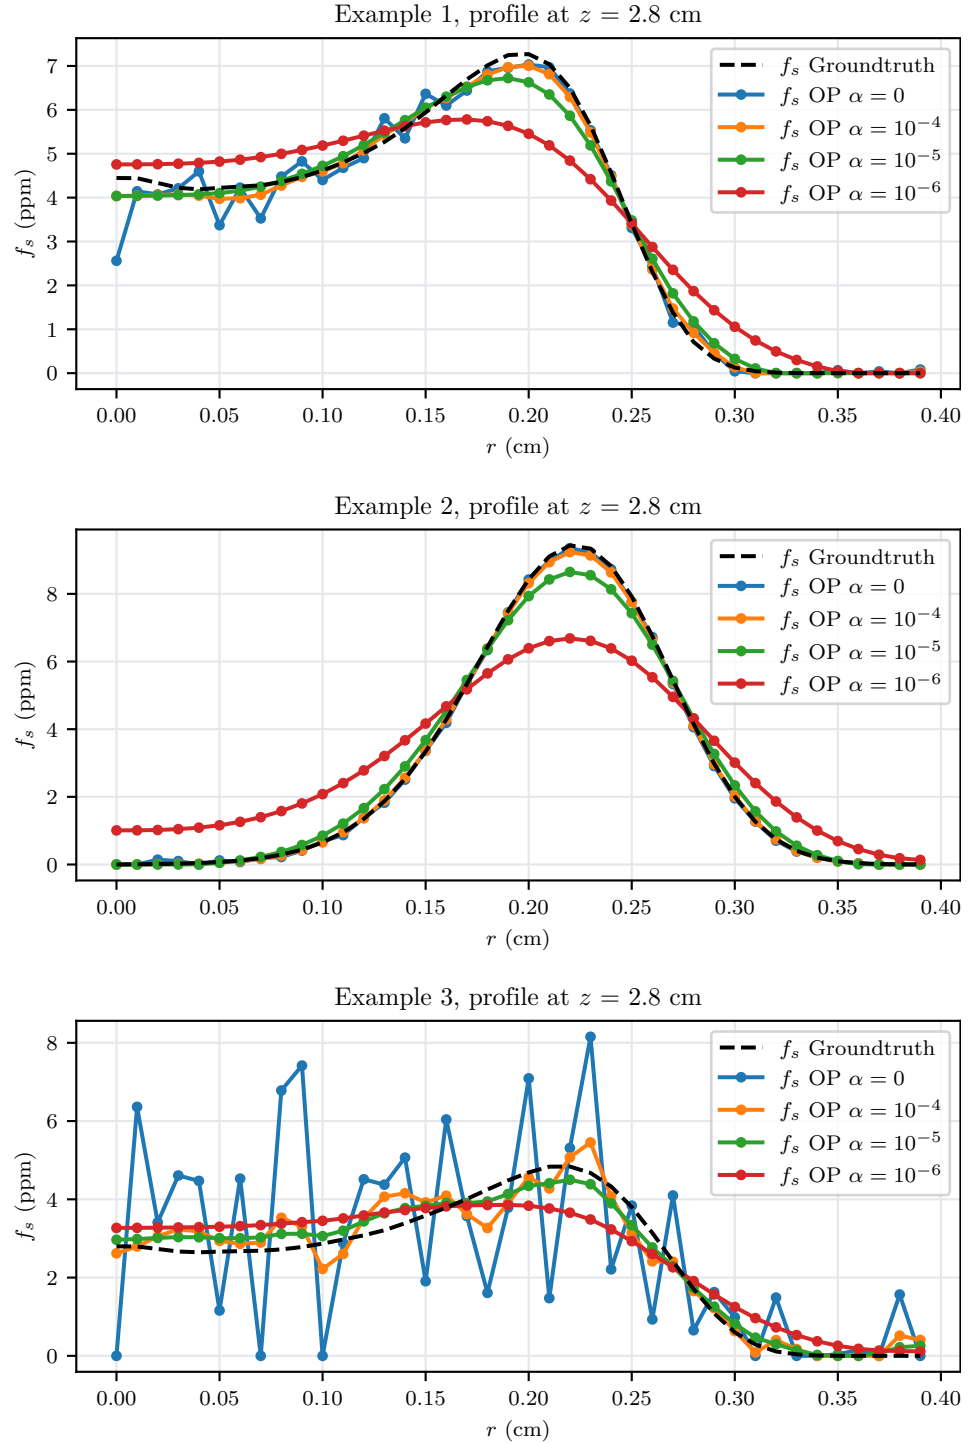 Example 1, profile at z = 2.8 cm
f_s (ppm)
7
6
5
4
3
2
1
0
f_s Groundtruth
f_s OP α = 0
f_s OP α = 10⁻⁴
f_s OP α = 10⁻⁵
f_s OP α = 10⁻⁶
0.00 0.05 0.10 0.15 0.20 0.25 0.30 0.35 0.40
r (cm)
Example 2, profile at z = 2.8 cm
f_s (ppm)
8
6
4
2
0
f_s Groundtruth
f_s OP α = 0
f_s OP α = 10⁻⁴
f_s OP α = 10⁻⁵
f_s OP α = 10⁻⁶
0.00 0.05 0.10 0.15 0.20 0.25 0.30 0.35 0.40
r (cm)
Example 3, profile at z = 2.8 cm
f_s (ppm)
8
6
4
2
0
f_s Groundtruth
f_s OP α = 0
f_s OP α = 10⁻⁴
f_s OP α = 10⁻⁵
f_s OP α = 10⁻⁶
0.00 0.05 0.10 0.15 0.20 0.25 0.30 0.35 0.40
r (cm)